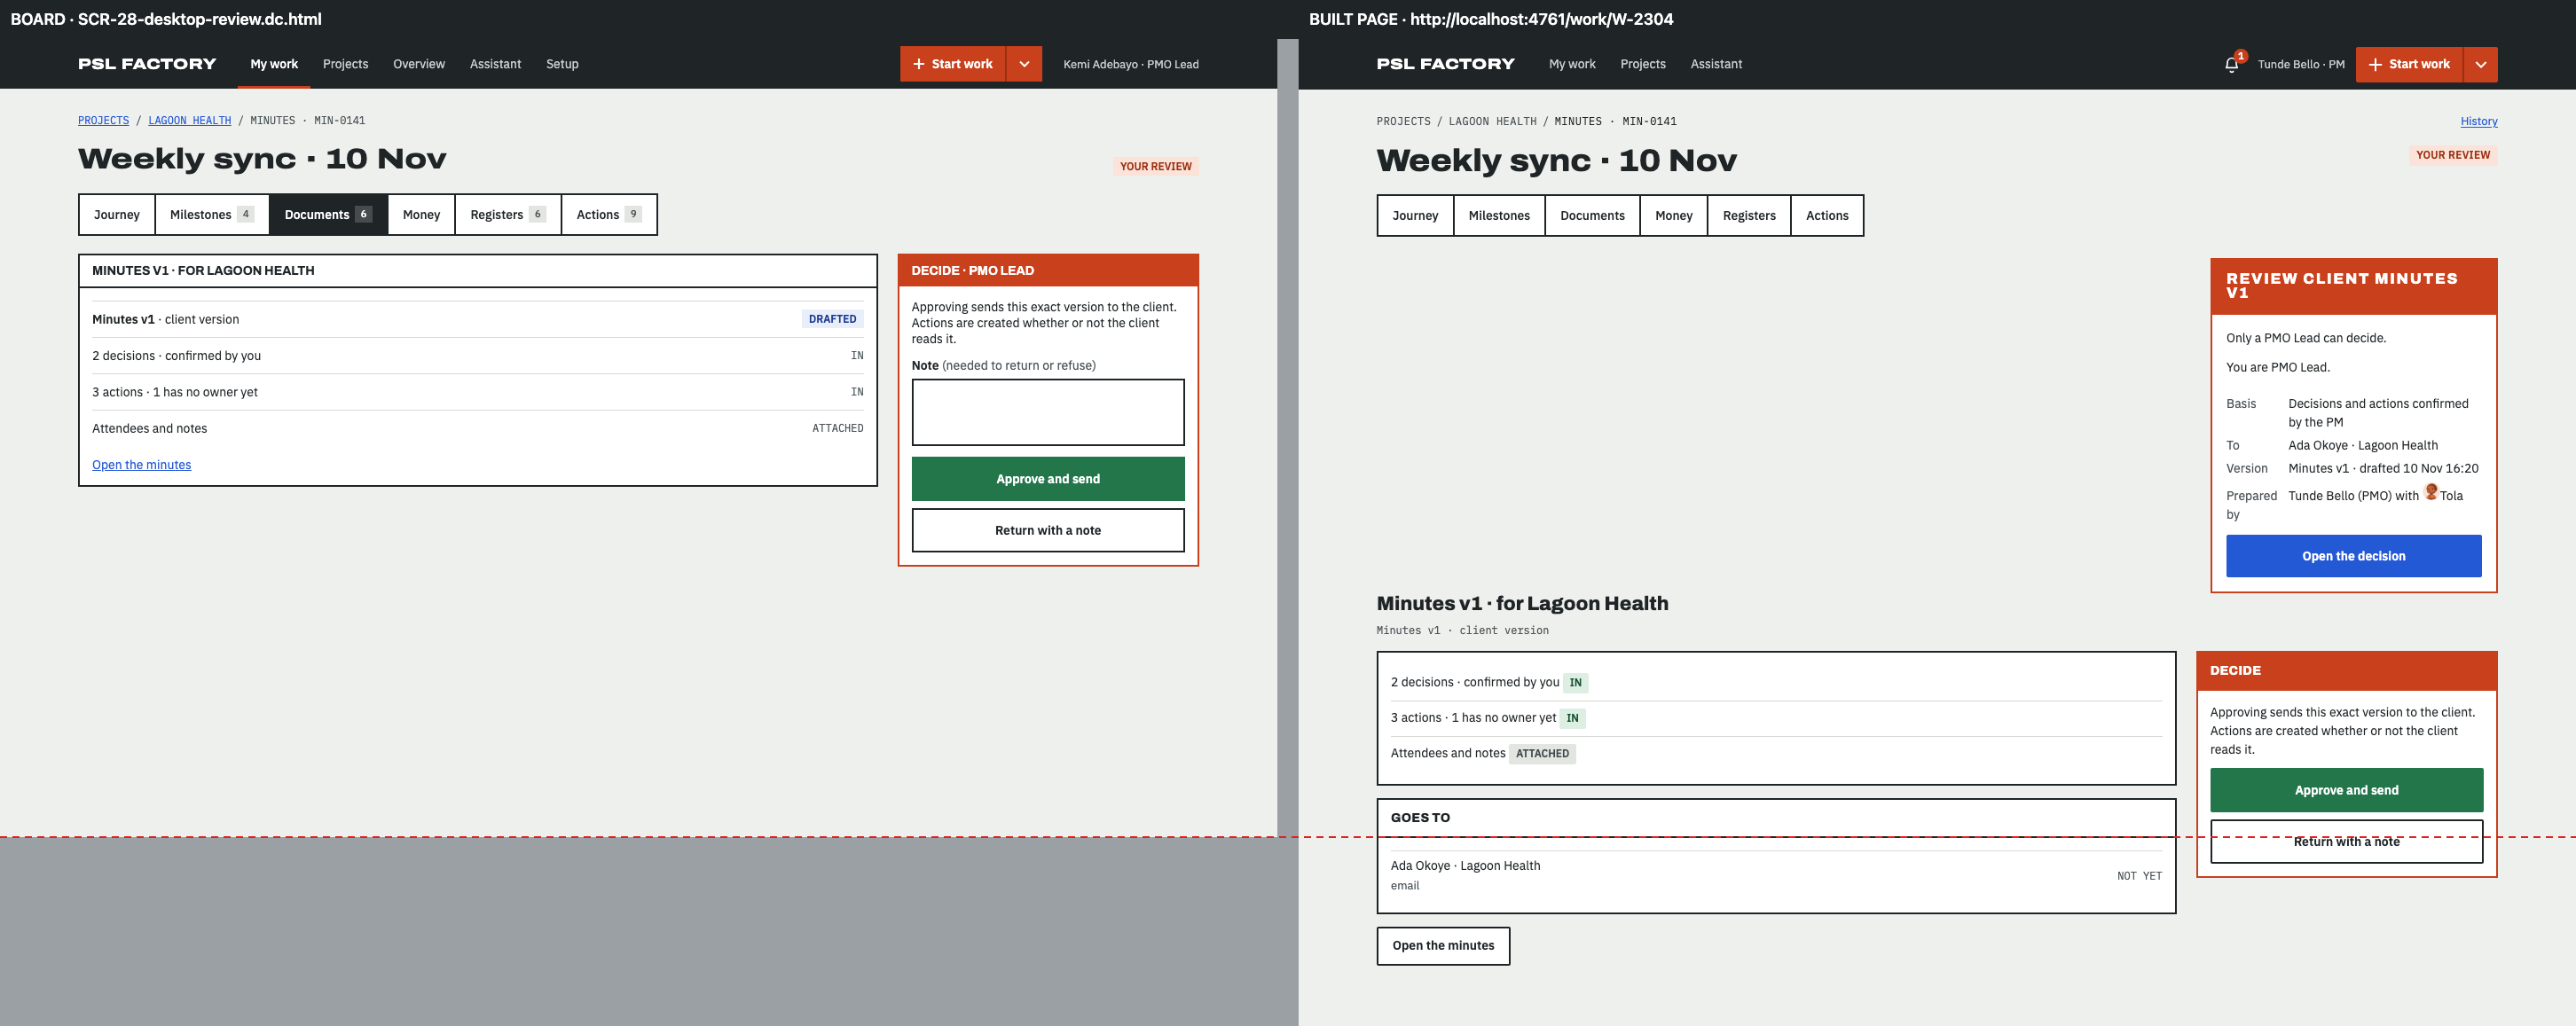 BOARD · SCR-28-desktop-review.dc.html
PSL FACTORY
My work
Projects
Overview
Assistant
Setup
Start work
Kemi Adebayo · PMO Lead
PROJECTS / LAGOON HEALTH / MINUTES · MIN-0141
Weekly sync · 10 Nov
YOUR REVIEW
Journey
Milestones 4
Documents 6
Money
Registers 6
Actions 9
MINUTES V1 · FOR LAGOON HEALTH
Minutes v1 · client version
DRAFTED
2 decisions · confirmed by you
IN
3 actions · 1 has no owner yet
IN
Attendees and notes
ATTACHED
Open the minutes
DECIDE · PMO LEAD
Approving sends this exact version to the client.
Actions are created whether or not the client
reads it.
Note (needed to return or refuse)
Approve and send
Return with a note
BUILT PAGE · http://localhost:4761/work/W-2304
PSL FACTORY
My work
Projects
Assistant
1
Tunde Bello · PM
Start work
PROJECTS / LAGOON HEALTH / MINUTES · MIN-0141
History
Weekly sync · 10 Nov
YOUR REVIEW
Journey
Milestones
Documents
Money
Registers
Actions
REVIEW CLIENT MINUTES
V1
Only a PMO Lead can decide.
You are PMO Lead.
Basis
Decisions and actions confirmed
by the PM
To
Ada Okoye · Lagoon Health
Version
Minutes v1 · drafted 10 Nov 16:20
Prepared
by
Tunde Bello (PMO) with Tola
Open the decision
Minutes v1 · for Lagoon Health
Minutes v1 · client version
2 decisions · confirmed by you IN
3 actions · 1 has no owner yet IN
Attendees and notes ATTACHED
GOES TO
Ada Okoye · Lagoon Health
email
NOT YET
Open the minutes
DECIDE
Approving sends this exact version to the client.
Actions are created whether or not the client
reads it.
Approve and send
Return with a note